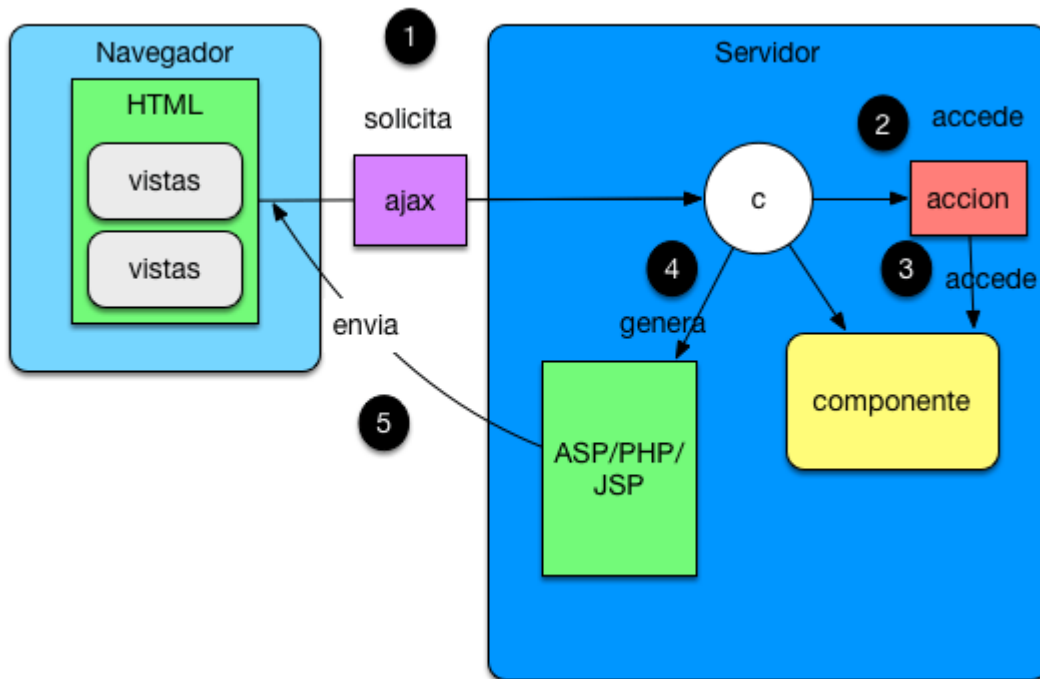 Navegador
HTML
vistas
vistas
1
solicita
ajax
envia
5
Servidor
c
2
accede
accion
3
accede
4
genera
componente
ASP/PHP/
JSP